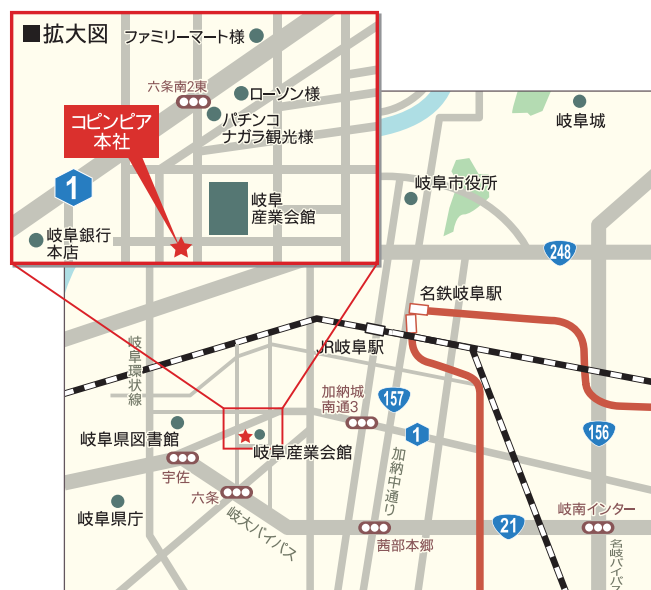 ■拡大図
ファミリーマート様
六条南2東
ローソン様
パチンコ
ナガラ観光様
コピンピア
本社
1
岐阜
産業会館
岐阜銀行
本店
岐阜城
岐阜市役所
248
名鉄岐阜駅
JR岐阜駅
岐阜環状線
加納城
南通3
157
1
156
岐阜県図書館
岐阜産業会館
宇佐
加納中通り
六条
岐阜県庁
岐大バイパス
茜部本郷
21
岐南インター
名岐バイパス